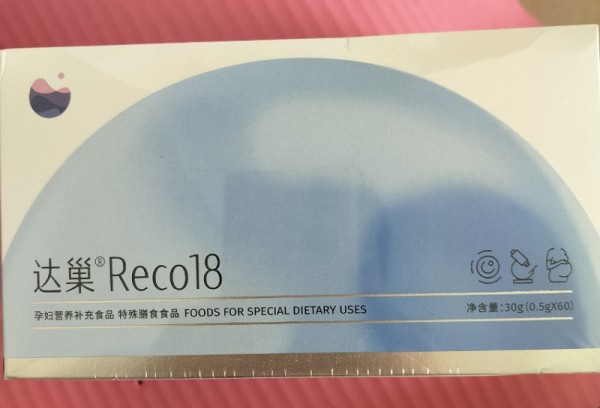 达巢®Reco18
孕妇营养补充食品 特殊膳食食品 FOODS FOR SPECIAL DIETARY USES
净含量:30g(0.5gX60)